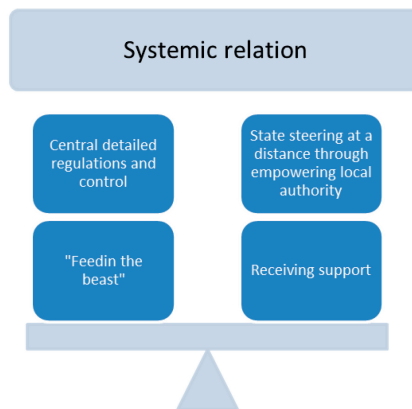 Systemic relation
Central detailed
regulations and
control
State steering at a
distance through
empowering local
authority
"Feedin the
beast"
Receiving support